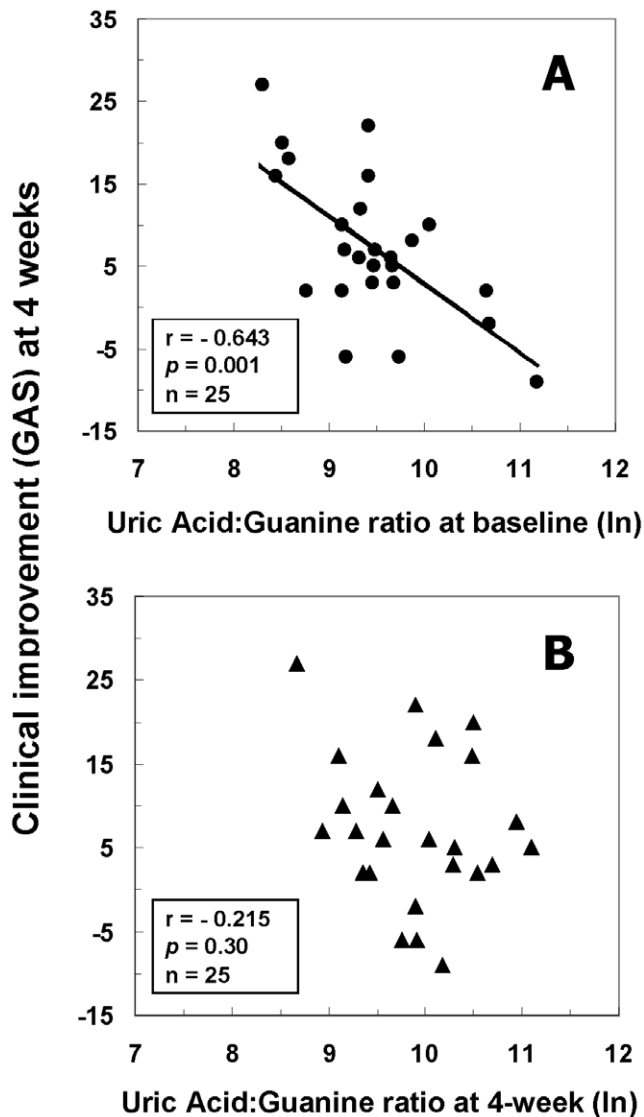 Clinical improvement (GAS) at 4 weeks
A
35
25
15
5
-5
-15
r = - 0.643
p = 0.001
n = 25
7 8 9 10 11 12
Uric Acid:Guanine ratio at baseline (ln)
B
35
25
15
5
-5
-15
r = - 0.215
p = 0.30
n = 25
7 8 9 10 11 12
Uric Acid:Guanine ratio at 4-week (ln)